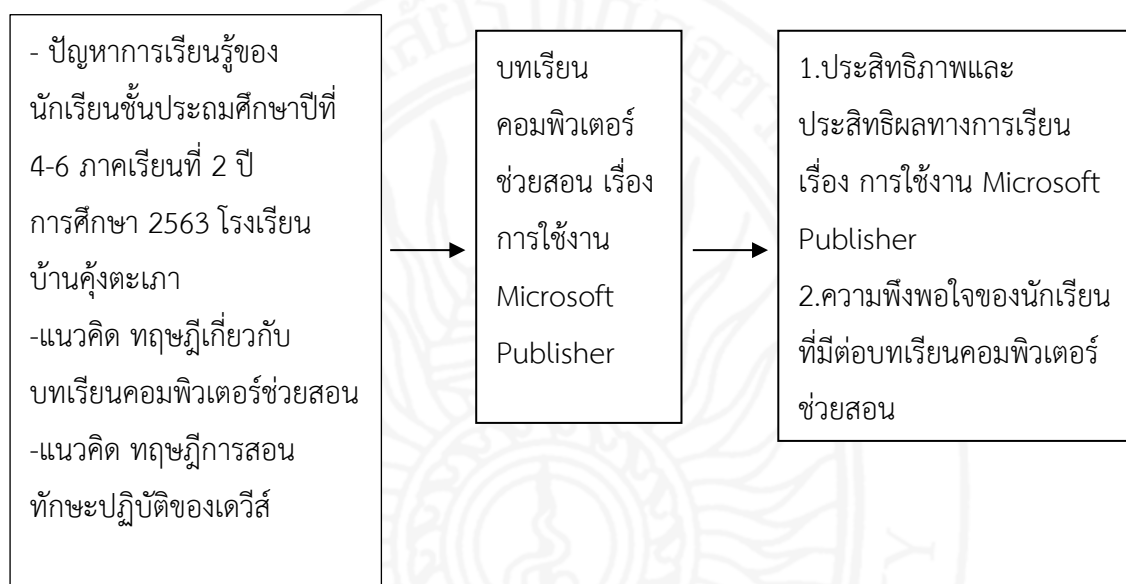 - ปัญหาการเรียนรู้ของ
นักเรียนชั้นประถมศึกษาปีที่
4-6 ภาคเรียนที่ 2 ปี
การศึกษา 2563 โรงเรียน
บ้านคุ้งตะเภา
-แนวคิด ทฤษฎีเกี่ยวกับ
บทเรียนคอมพิวเตอร์ช่วยสอน
-แนวคิด ทฤษฎีการสอน
ทักษะปฏิบัติของเดวีส์
บทเรียน
คอมพิวเตอร์
ช่วยสอน เรื่อง
การใช้งาน
Microsoft
Publisher
1.ประสิทธิภาพและ
ประสิทธิผลทางการเรียน
เรื่อง การใช้งาน Microsoft
Publisher
2.ความพึงพอใจของนักเรียน
ที่มีต่อบทเรียนคอมพิวเตอร์
ช่วยสอน